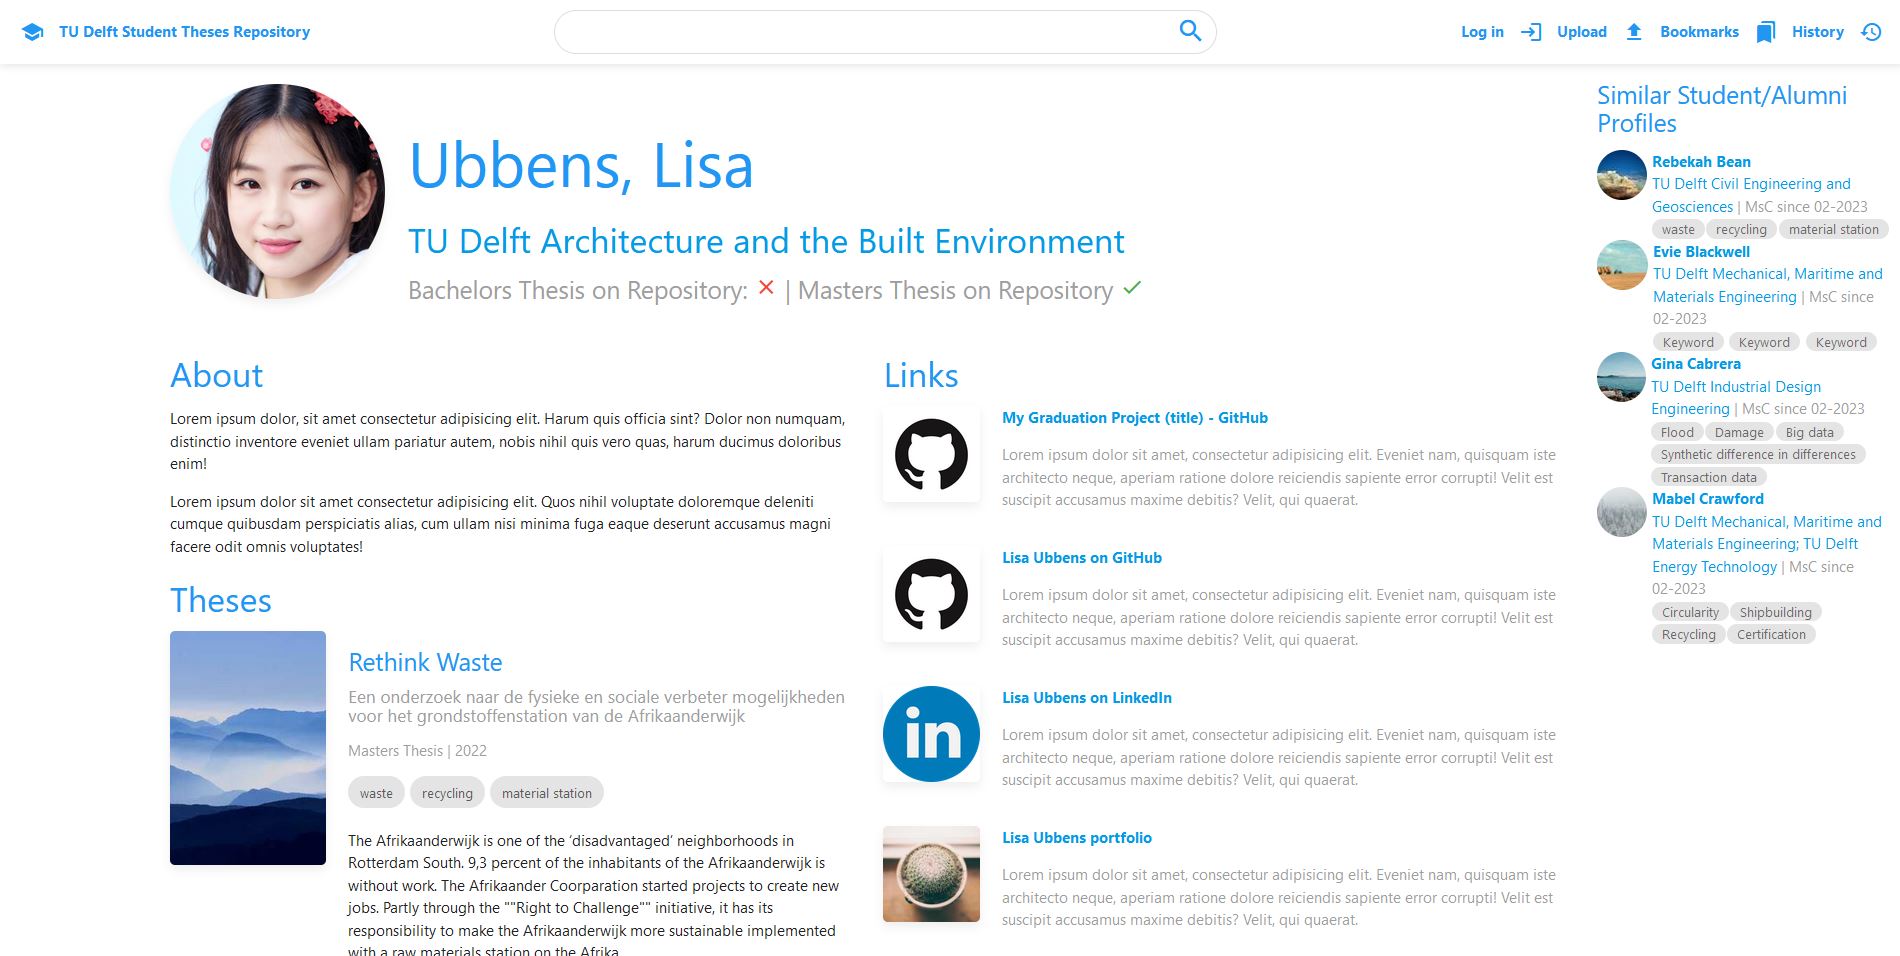 TU Delft Student Theses Repository
Log in
Upload
Bookmarks
History
Ubbens, Lisa
TU Delft Architecture and the Built Environment
Bachelors Thesis on Repository: | Masters Thesis on Repository
About
Lorem ipsum dolor, sit amet consectetur adipisicing elit. Harum quis officia sint? Dolor non numquam,
distinctio inventore eveniet ullam pariatur autem, nobis nihil quis vero quas, harum ducimus doloribus
enim!
Lorem ipsum dolor sit amet consectetur adipisicing elit. Quos nihil voluptate doloremque deleniti
cumque quibusdam perspiciatis alias, cum ullam nisi minima fuga eaque deserunt accusamus magni
facere odit omnis voluptates!
Theses
Rethink Waste
Een onderzoek naar de fysieke en sociale verbeter mogelijkheden
voor het grondstoffenstation van de Afrikaanderwijk
Masters Thesis | 2022
waste
recycling
material station
The Afrikaanderwijk is one of the ‘disadvantaged’ neighborhoods in
Rotterdam South. 9,3 percent of the inhabitants of the Afrikaanderwijk is
without work. The Afrikaander Coorparation started projects to create new
jobs. Partly through the ""Right to Challenge"" initiative, it has its
responsibility to make the Afrikaanderwijk more sustainable implemented
with a raw materials station on the Afrika
Links
My Graduation Project (title) - GitHub
Lorem ipsum dolor sit amet, consectetur adipisicing elit. Eveniet nam, quisquam iste
architecto neque, aperiam ratione dolore reiciendis sapiente error corrupti! Velit est
suscipit accusamus maxime debitis? Velit, qui quaerat.
Lisa Ubbens on GitHub
Lorem ipsum dolor sit amet, consectetur adipisicing elit. Eveniet nam, quisquam iste
architecto neque, aperiam ratione dolore reiciendis sapiente error corrupti! Velit est
suscipit accusamus maxime debitis? Velit, qui quaerat.
in
Lisa Ubbens on LinkedIn
Lorem ipsum dolor sit amet, consectetur adipisicing elit. Eveniet nam, quisquam iste
architecto neque, aperiam ratione dolore reiciendis sapiente error corrupti! Velit est
suscipit accusamus maxime debitis? Velit, qui quaerat.
Lisa Ubbens portfolio
Lorem ipsum dolor sit amet, consectetur adipisicing elit. Eveniet nam, quisquam iste
architecto neque, aperiam ratione dolore reiciendis sapiente error corrupti! Velit est
suscipit accusamus maxime debitis? Velit, qui quaerat.
Similar Student/Alumni
Profiles
Rebekah Bean
TU Delft Civil Engineering and
Geosciences | MsC since 02-2023
waste recycling material station
Evie Blackwell
TU Delft Mechanical, Maritime and
Materials Engineering | MsC since
02-2023
Keyword Keyword Keyword
Gina Cabrera
TU Delft Industrial Design
Engineering | MsC since 02-2023
Flood Damage Big data
Synthetic difference in differences
Transaction data
Mabel Crawford
TU Delft Mechanical, Maritime and
Materials Engineering; TU Delft
Energy Technology | MsC since
02-2023
Circularity Shipbuilding
Recycling Certification